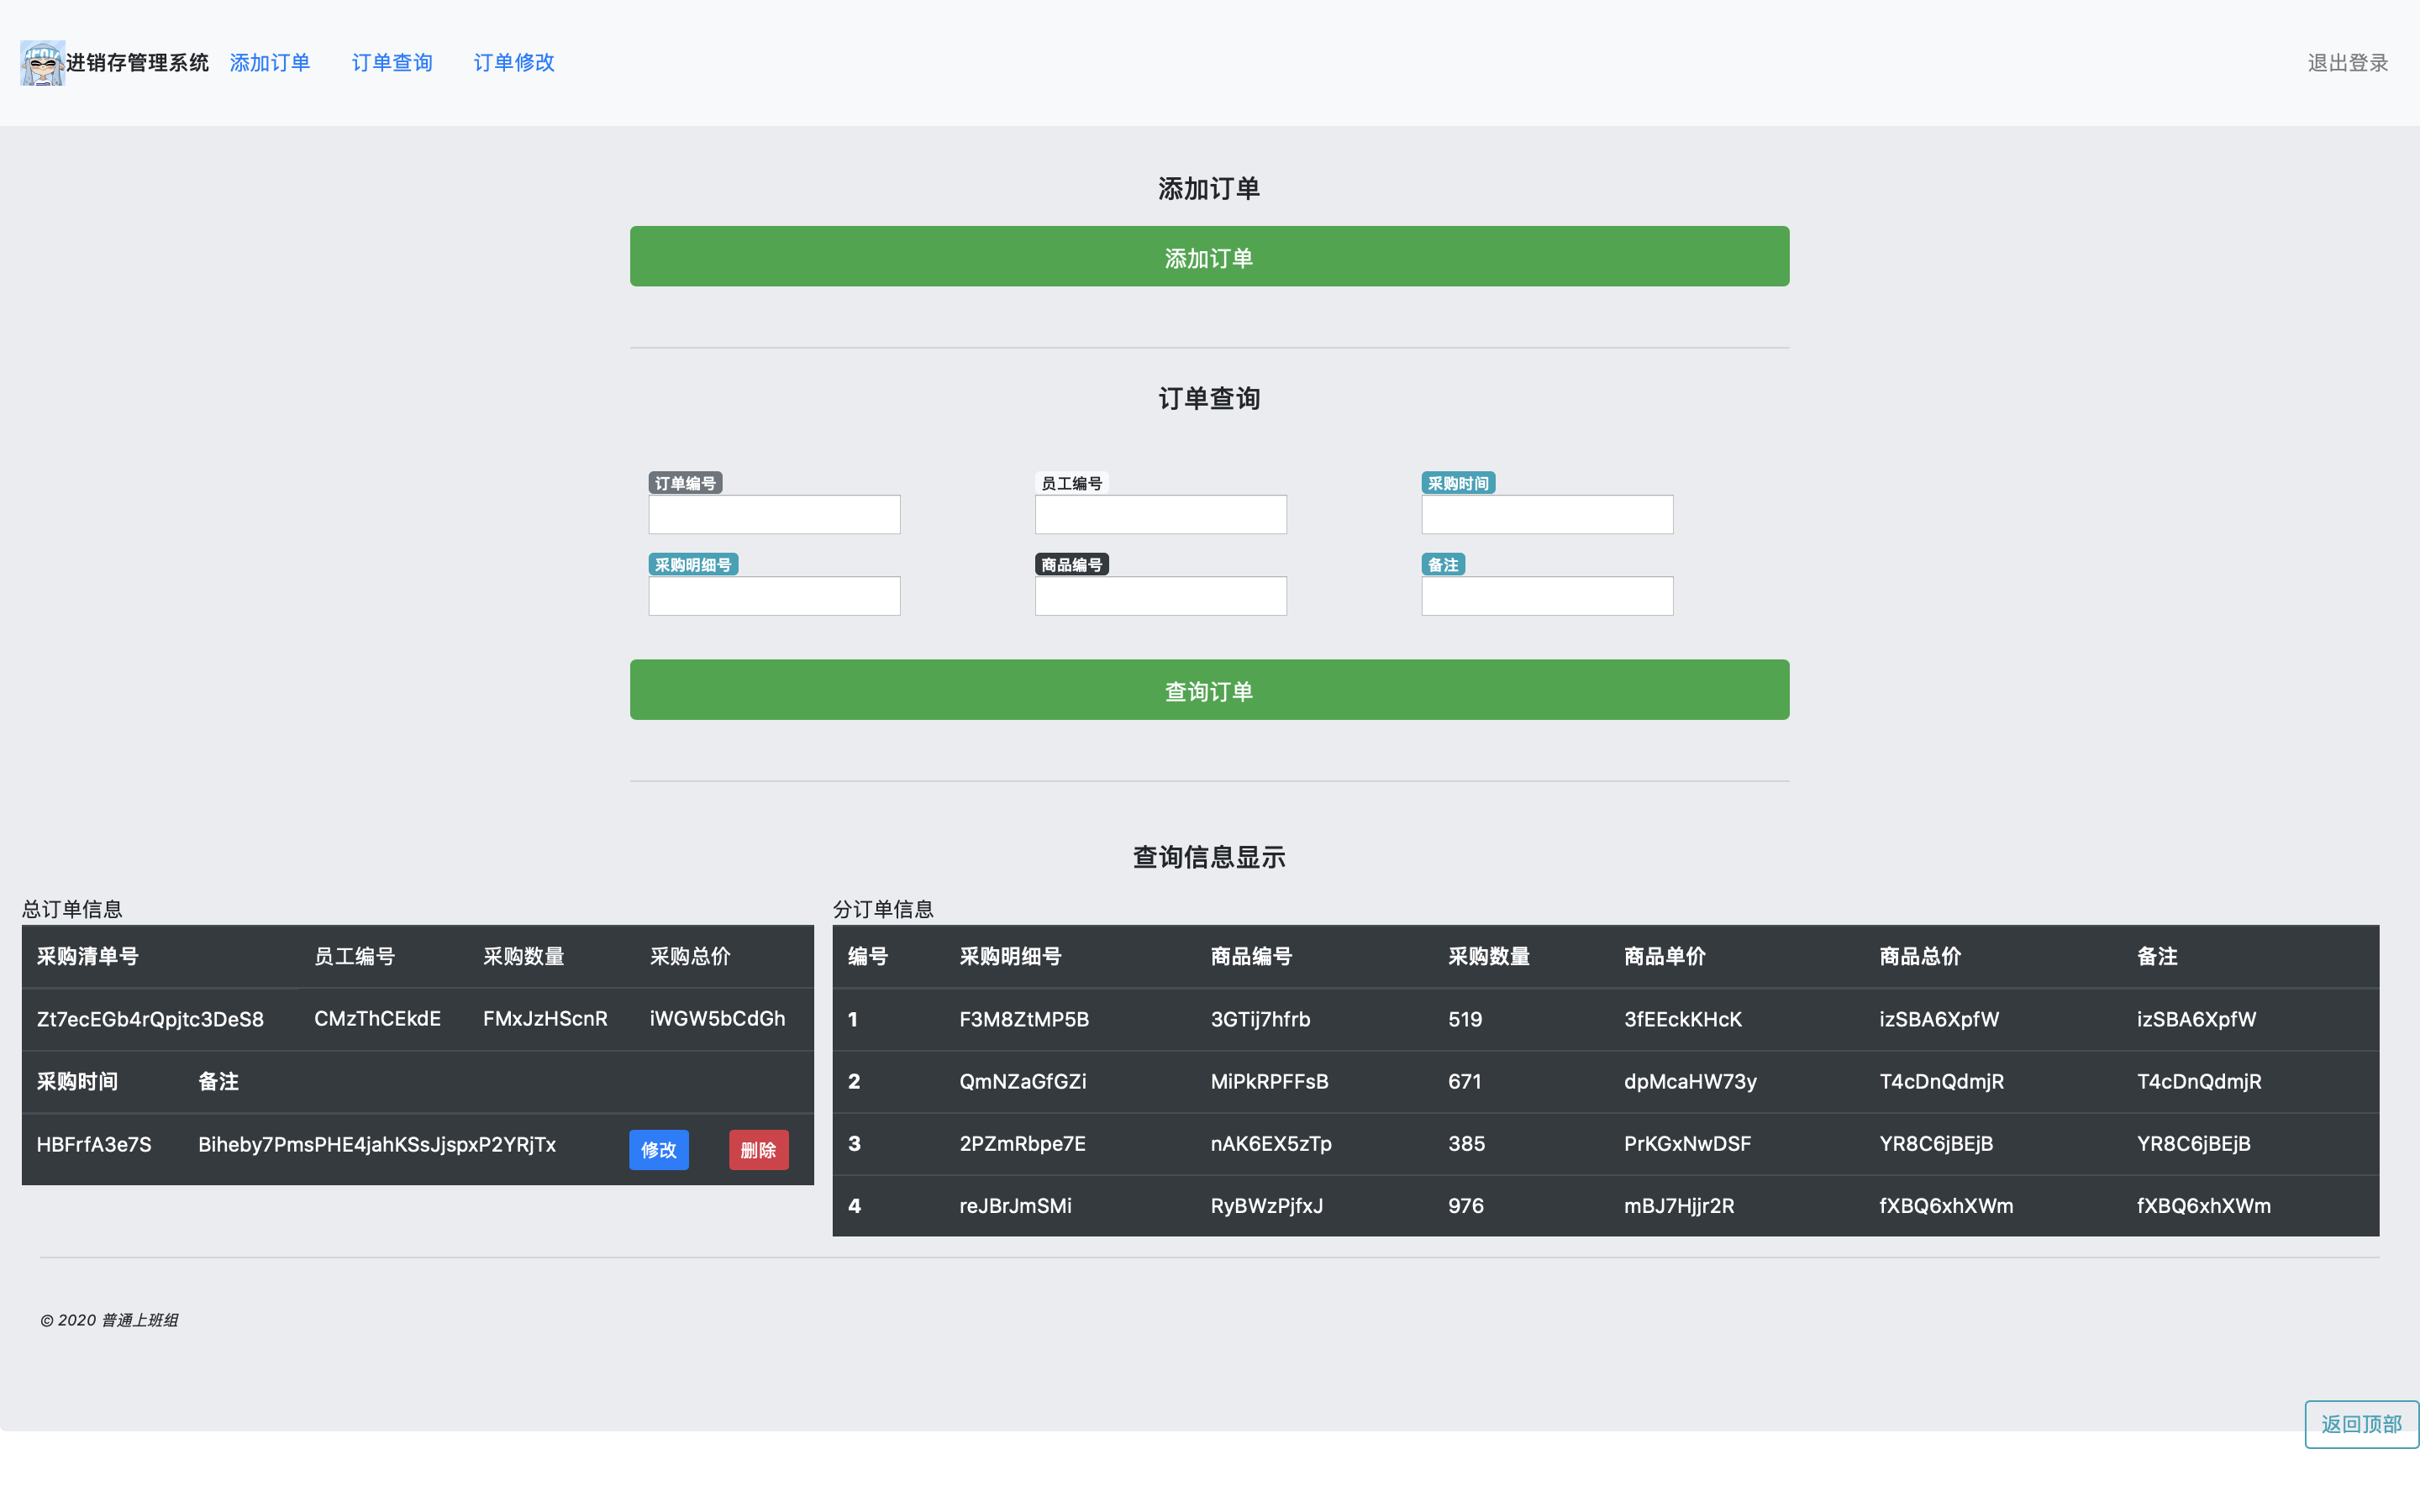 进销存管理系统 添加订单 订单查询 订单修改 退出登录
添加订单
添加订单
订单查询
订单编号 员工编号 采购时间
采购明细号 商品编号 备注
查询订单
查询信息显示
总订单信息
采购清单号 员工编号 采购数量 采购总价
Zt7ecEGb4rQpjtc3DeS8 CMzThCEkdE FMxJzHScnR iWGW5bCdGh
采购时间 备注
HBFrfA3e7S Biheby7PmsPHE4jahKSsJjspxP2YRjTx 修改 删除
分订单信息
编号 采购明细号 商品编号 采购数量 商品单价 商品总价 备注
1 F3M8ZtMP5B 3GTij7hfrb 519 3fEEckKHcK izSBA6XpfW izSBA6XpfW
2 QmNZaGfGZi MiPkRPFFsB 671 dpMcaHW73y T4cDnQdmjR T4cDnQdmjR
3 2PZmRbpe7E nAK6EX5zTp 385 PrKGxNwDSF YR8C6jBEjB YR8C6jBEjB
4 reJBrJmSMi RyBWzPjfxJ 976 mBJ7Hjjr2R fXBQ6xhXWm fXBQ6xhXWm
© 2020 普通上班组
返回顶部